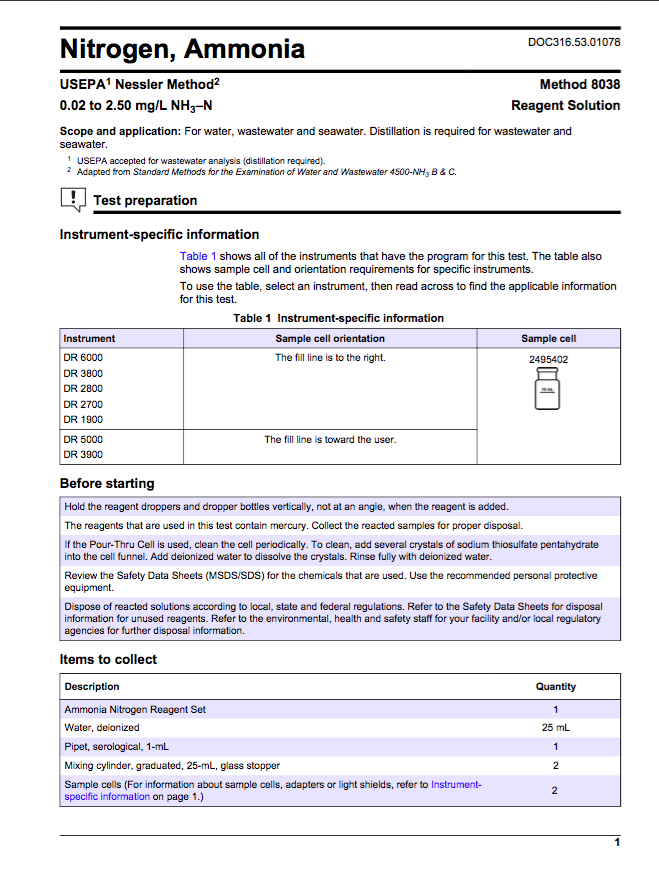 Nitrogen, Ammonia
DOC316.53.01078
USEPA¹ Nessler Method²
Method 8038
0.02 to 2.50 mg/L NH₃–N
Reagent Solution
Scope and application: For water, wastewater and seawater. Distillation is required for wastewater and
seawater.
¹ USEPA accepted for wastewater analysis (distillation required).
² Adapted from Standard Methods for the Examination of Water and Wastewater 4500-NH₃ B & C.
! Test preparation
Instrument-specific information
Table 1 shows all of the instruments that have the program for this test. The table also
shows sample cell and orientation requirements for specific instruments.
To use the table, select an instrument, then read across to find the applicable information
for this test.
Table 1 Instrument-specific information
Instrument Sample cell orientation Sample cell
DR 6000 The fill line is to the right. 2495402
DR 3800
DR 2800
DR 2700
DR 1900
10 mL
DR 5000 The fill line is toward the user.
DR 3900
Before starting
Hold the reagent droppers and dropper bottles vertically, not at an angle, when the reagent is added.
The reagents that are used in this test contain mercury. Collect the reacted samples for proper disposal.
If the Pour-Thru Cell is used, clean the cell periodically. To clean, add several crystals of sodium thiosulfate pentahydrate
into the cell funnel. Add deionized water to dissolve the crystals. Rinse fully with deionized water.
Review the Safety Data Sheets (MSDS/SDS) for the chemicals that are used. Use the recommended personal protective
equipment.
Dispose of reacted solutions according to local, state and federal regulations. Refer to the Safety Data Sheets for disposal
information for unused reagents. Refer to the environmental, health and safety staff for your facility and/or local regulatory
agencies for further disposal information.
Items to collect
Description Quantity
Ammonia Nitrogen Reagent Set 1
Water, deionized 25 mL
Pipet, serological, 1-mL 1
Mixing cylinder, graduated, 25-mL, glass stopper 2
Sample cells (For information about sample cells, adapters or light shields, refer to Instrument-
specific information on page 1.) 2
1